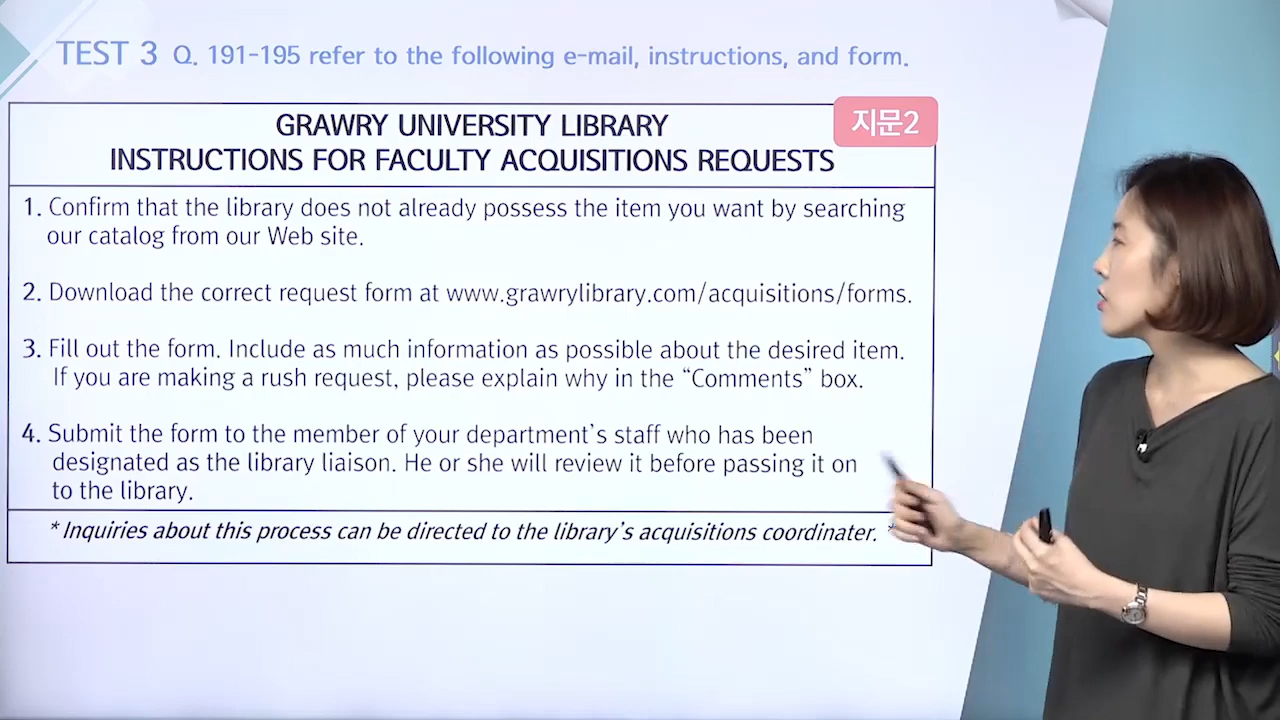 TEST 3 Q. 191-195 refer to the following e-mail, instructions, and form.
지문2
GRAWRY UNIVERSITY LIBRARY
INSTRUCTIONS FOR FACULTY ACQUISITIONS REQUESTS
1. Confirm that the library does not already possess the item you want by searching
our catalog from our Web site.
2. Download the correct request form at www.grawrylibrary.com/acquisitions/forms.
3. Fill out the form. Include as much information as possible about the desired item.
If you are making a rush request, please explain why in the “Comments” box.
4. Submit the form to the member of your department's staff who has been
designated as the library liaison. He or she will review it before passing it on
to the library.
* Inquiries about this process can be directed to the library's acquisitions coordinater. *